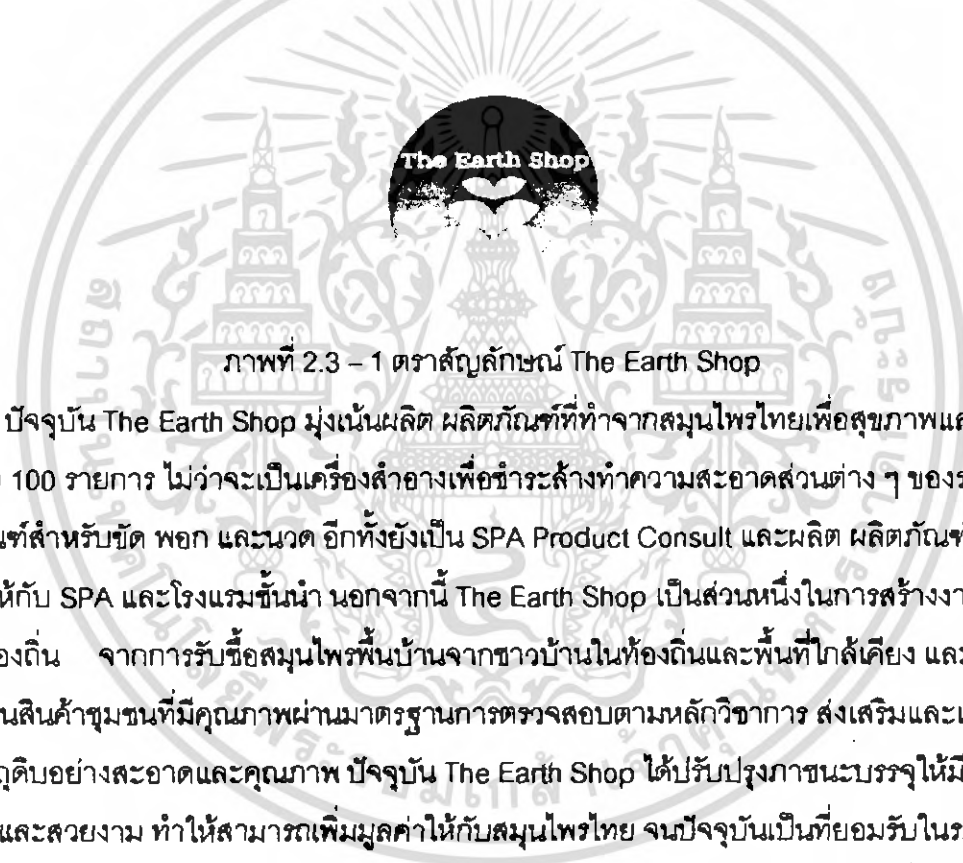 The Earth Shop
ภาพที่ 2.3 – 1 ตราสัญลักษณ์ The Earth Shop
ปัจจุบัน The Earth Shop มุ่งเน้นผลิต ผลิตภัณฑ์ที่ทำจากสมุนไพรไทยเพื่อสุขภาพแล
100 รายการ ไม่ว่าจะเป็นเครื่องสำอางเพื่อชำระล้างทำความสะอาดส่วนต่าง ๆ ของร
ฑ์สำหรับขัด พอก และนวด อีกทั้งยังเป็น SPA Product Consult และผลิต ผลิตภัณฑ
ห้กับ SPA และโรงแรมชั้นนำ นอกจากนี้ The Earth Shop เป็นส่วนหนึ่งในการสร้างงา
องถิ่น จากการรับซื้อสมุนไพรพื้นบ้านจากชาวบ้านในท้องถิ่นและพื้นที่ใกล้เคียง และ
นสินค้าชุมชนที่มีคุณภาพผ่านมาตรฐานการตรวจสอบตามหลักวิชาการ ส่งเสริมและเ
ถุดิบอย่างสะอาดและคุณภาพ ปัจจุบัน The Earth Shop ได้ปรับปรุงภาชนะบรรจุให้มี
และสวยงาม ทำให้สามารถเพิ่มมูลค่าให้กับสมุนไพรไทย จนปัจจุบันเป็นที่ยอมรับในร